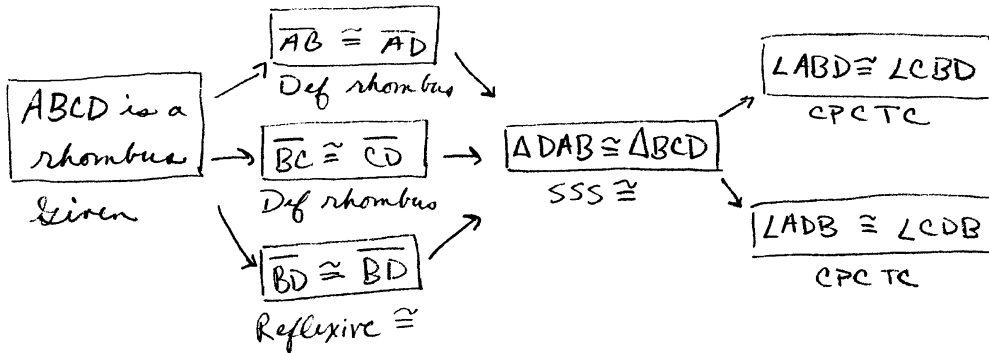 ABCD is a
rhombus
Given
AB ≅ AD
Def rhombus
BC ≅ CD
Def rhombus
BD ≅ BD
Reflexive ≅
ΔDAB ≅ ΔBCD
SSS ≅
∠ABD ≅ ∠CBD
CPCTC
∠ADB ≅ ∠CDB
CPCTC